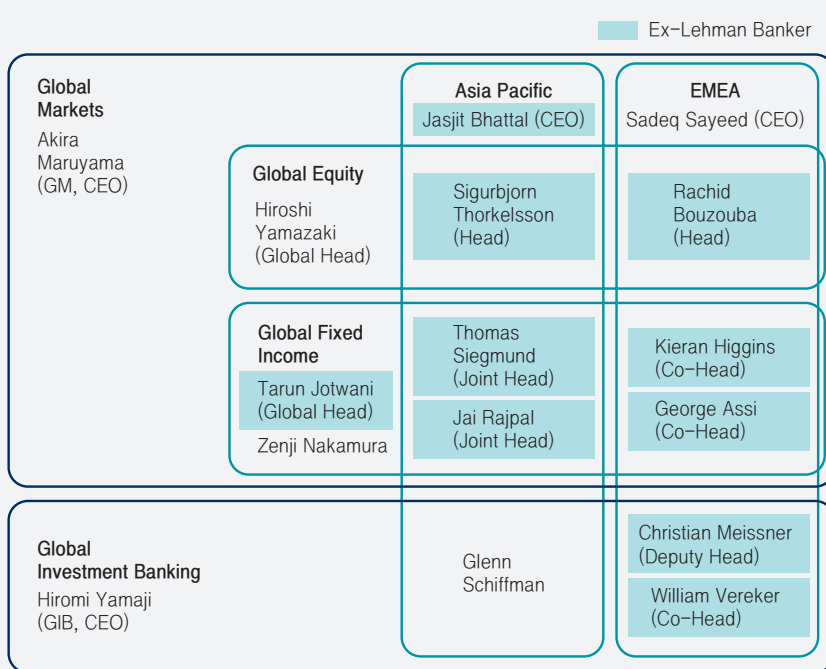 Ex-Lehman Banker
Global
Markets
Akira
Maruyama
(GM, CEO)
Asia Pacific
Jasjit Bhattal (CEO)
EMEA
Sadeq Sayeed (CEO)
Global Equity
Hiroshi
Yamazaki
(Global Head)
Sigurbjorn
Thorkelsson
(Head)
Rachid
Bouzouba
(Head)
Global Fixed
Income
Tarun Jotwani
(Global Head)
Zenji Nakamura
Thomas
Siegmund
(Joint Head)
Jai Rajpal
(Joint Head)
Kieran Higgins
(Co-Head)
George Assi
(Co-Head)
Global
Investment Banking
Hiromi Yamaji
(GIB, CEO)
Glenn
Schiffman
Christian Meissner
(Deputy Head)
William Vereker
(Co-Head)